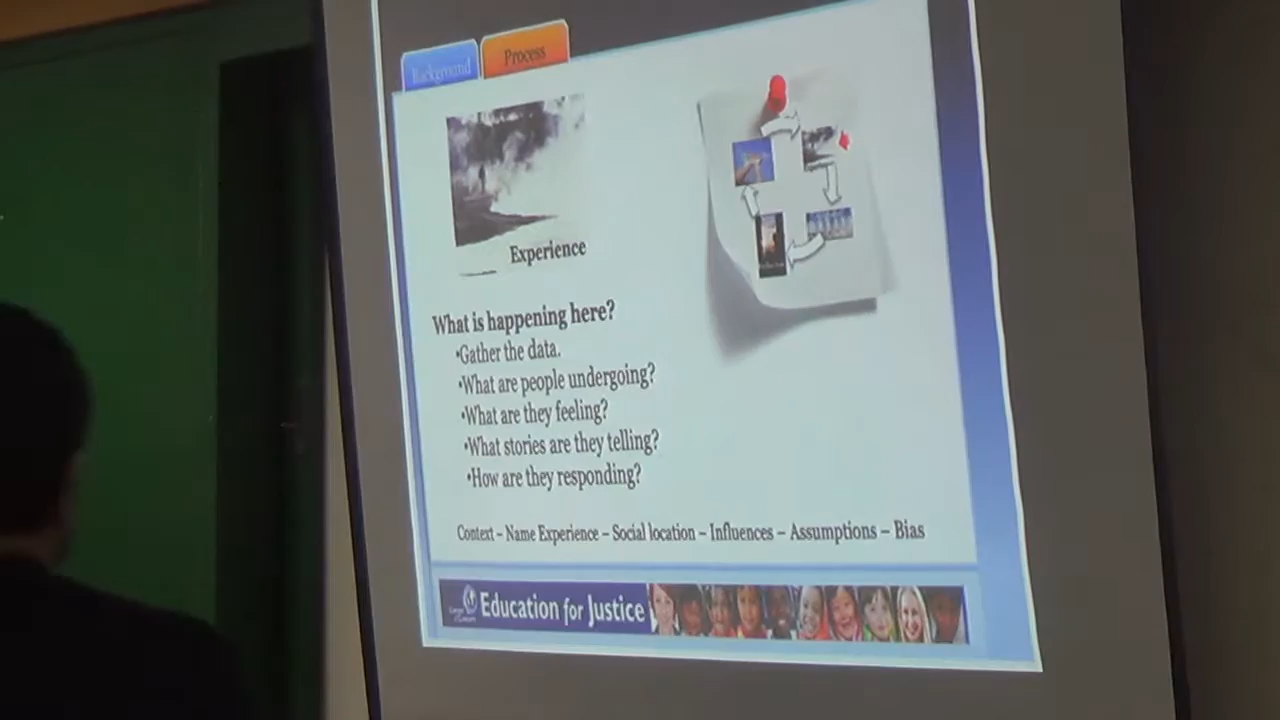 Background
Process
Experience
What is happening here?
•Gather the data.
•What are people undergoing?
•What are they feeling?
•What stories are they telling?
•How are they responding?
Context – Name Experience – Social location – Influences – Assumptions – Bias
Education for Justice